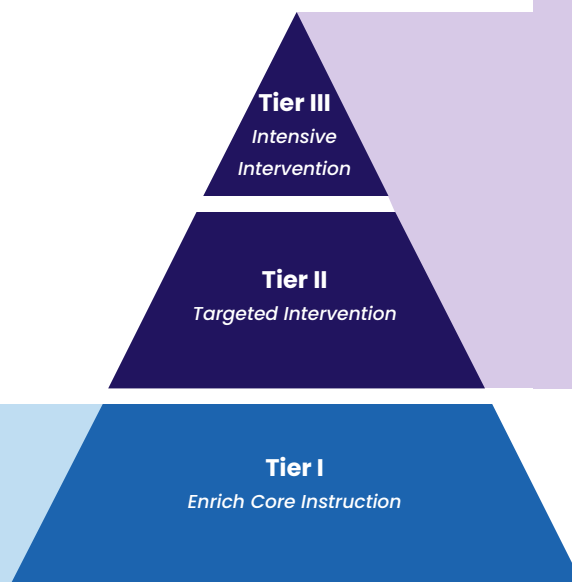 Tier III
Intensive
Intervention
Tier II
Targeted Intervention
Tier I
Enrich Core Instruction